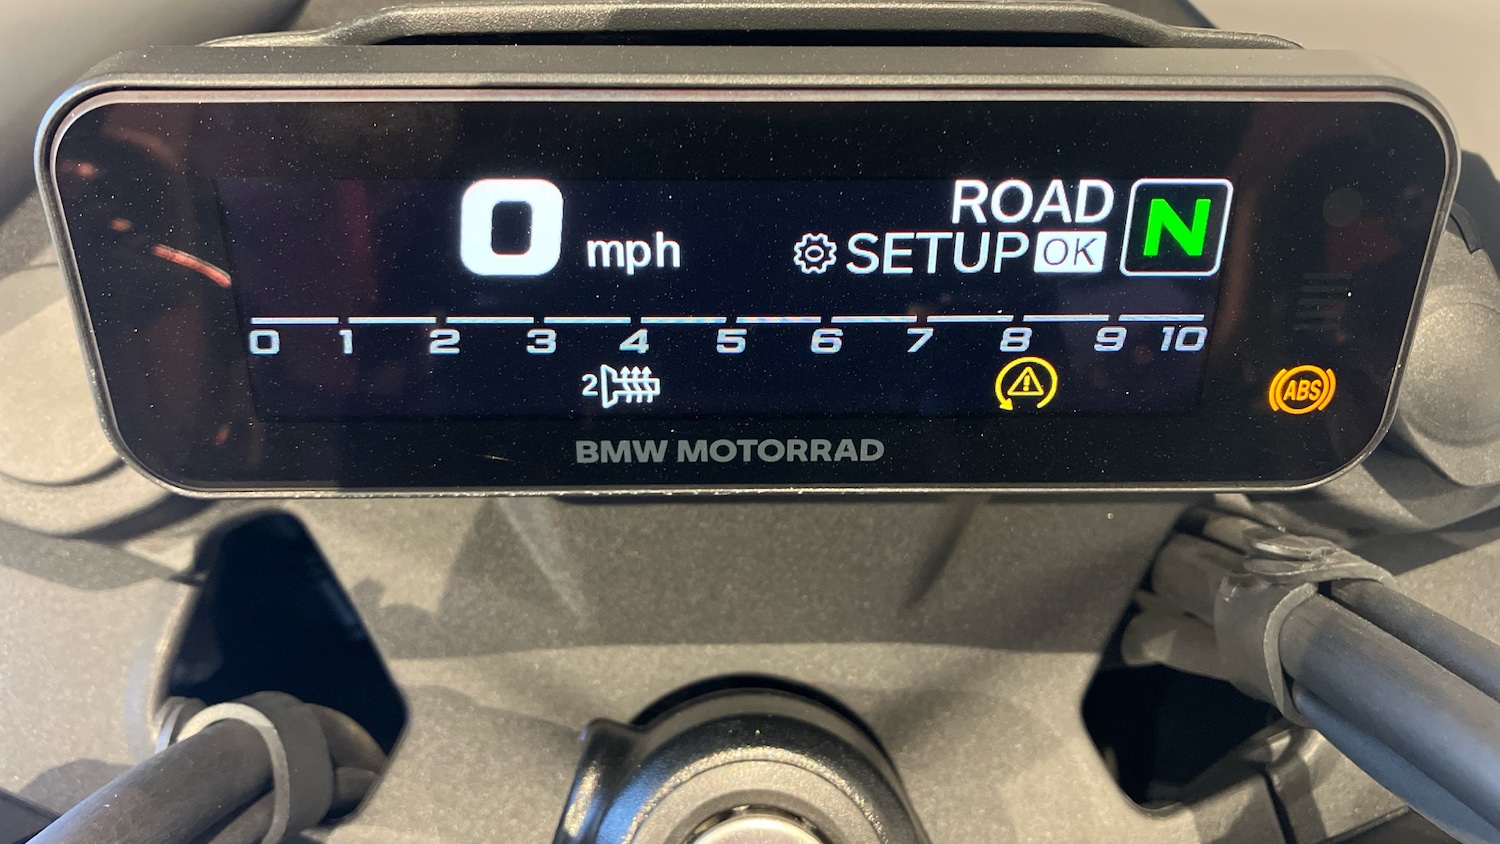 0 mph
ROAD
SETUP OK
N
0 1 2 3 4 5 6 7 8 9 10
2
ABS
BMW MOTORRAD